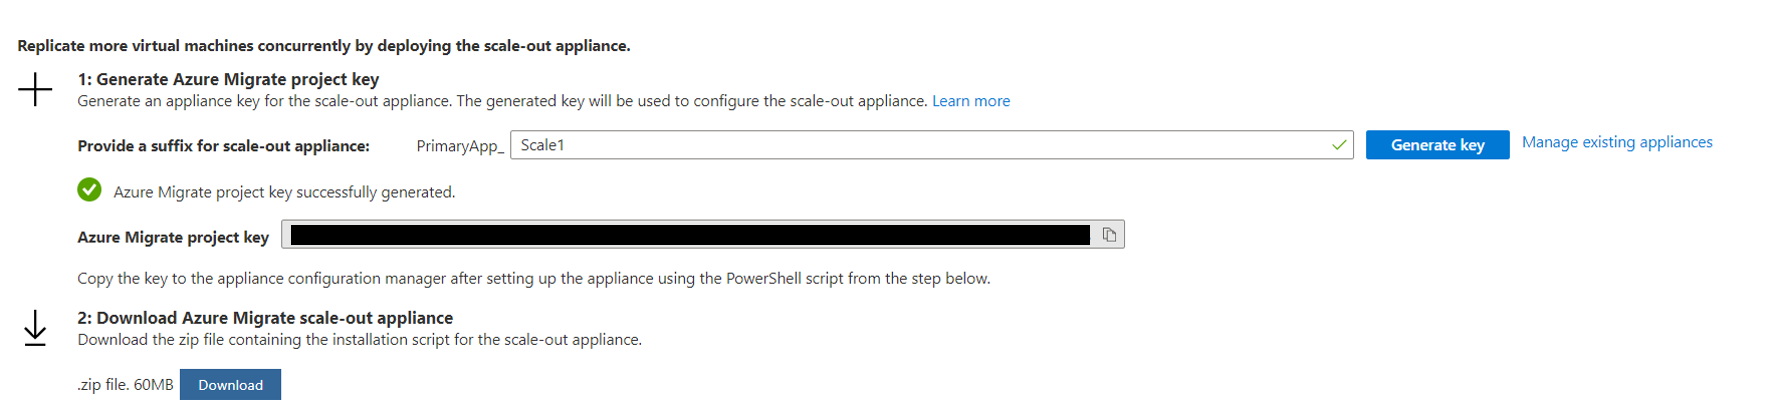 Replicate more virtual machines concurrently by deploying the scale-out appliance.
1: Generate Azure Migrate project key
Generate an appliance key for the scale-out appliance. The generated key will be used to configure the scale-out appliance. Learn more
Provide a suffix for scale-out appliance: PrimaryApp_ Scale1 Generate key Manage existing appliances
Azure Migrate project key successfully generated.
Azure Migrate project key
Copy the key to the appliance configuration manager after setting up the appliance using the PowerShell script from the step below.
2: Download Azure Migrate scale-out appliance
Download the zip file containing the installation script for the scale-out appliance.
.zip file. 60MB Download